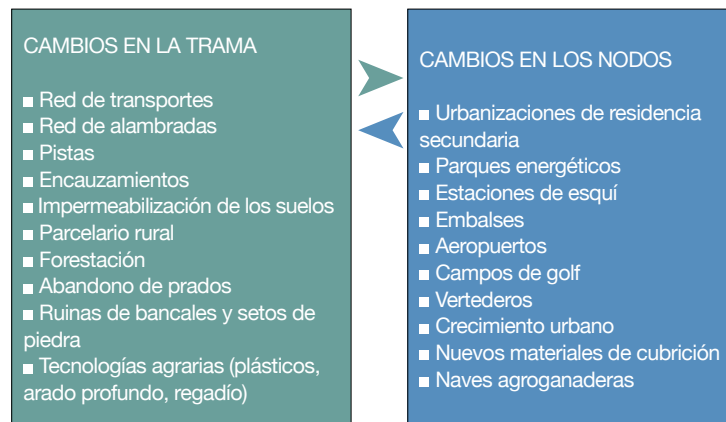 CAMBIOS EN LA TRAMA
■ Red de transportes
■ Red de alambradas
■ Pistas
■ Encauzamientos
■ Impermeabilización de los suelos
■ Parcelario rural
■ Forestación
■ Abandono de prados
■ Ruinas de bancales y setos de
piedra
■ Tecnologías agrarias (plásticos,
arado profundo, regadío)
CAMBIOS EN LOS NODOS
■ Urbanizaciones de residencia
secundaria
■ Parques energéticos
■ Estaciones de esquí
■ Embalses
■ Aeropuertos
■ Campos de golf
■ Vertederos
■ Crecimiento urbano
■ Nuevos materiales de cubrición
■ Naves agroganaderas